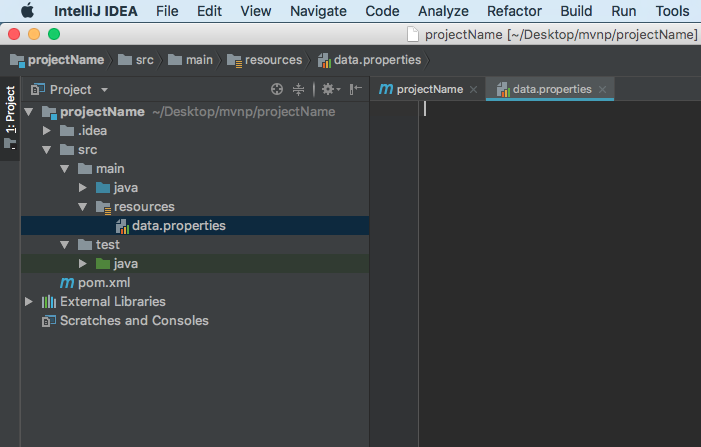 IntelliJ IDEA File Edit View Navigate Code Analyze Refactor Build Run Tools
projectName [~/Desktop/mvnp/projectName]
projectName src main resources data.properties
1: Project
Project
projectName data.properties
projectName ~/Desktop/mvnp/projectName
.idea
src
main
java
resources
data.properties
test
java
pom.xml
External Libraries
Scratches and Consoles